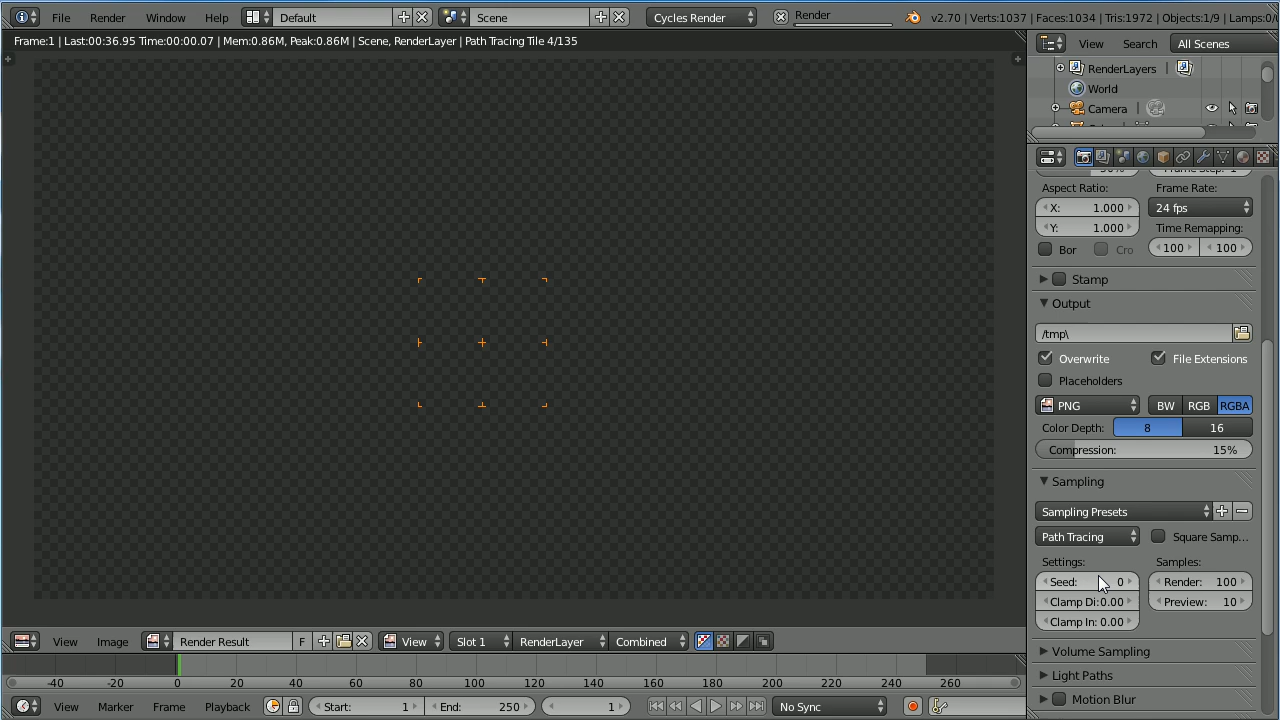 File Render Window Help Default Scene Cycles Render Render v2.70 | Verts:1037 | Faces:1034 | Tris:1972 | Objects:1/9 | Lamps:0/
Frame:1 | Last:00:36.95 Time:00:00.07 | Mem:0.86M, Peak:0.86M | Scene, RenderLayer | Path Tracing Tile 4/135
View Search All Scenes
RenderLayers
World
Camera
Aspect Ratio: Frame Rate:
X: 1.000 24 fps
Y: 1.000 Time Remapping:
Bor Cro 100 100
Stamp
Output
/tmp\
Overwrite File Extensions
Placeholders
PNG BW RGB RGBA
Color Depth: 8 16
Compression: 15%
Sampling
Sampling Presets
Path Tracing Square Samp...
Settings: Samples:
Seed: 0 Render: 100
Clamp Di:0.00 Preview: 10
Clamp In: 0.00
Volume Sampling
Light Paths
Motion Blur
View Image Render Result F View Slot 1 RenderLayer Combined
-40 -20 0 20 40 60 80 100 120 140 160 180 200 220 240 260
View Marker Frame Playback Start: 1 End: 250 1 No Sync